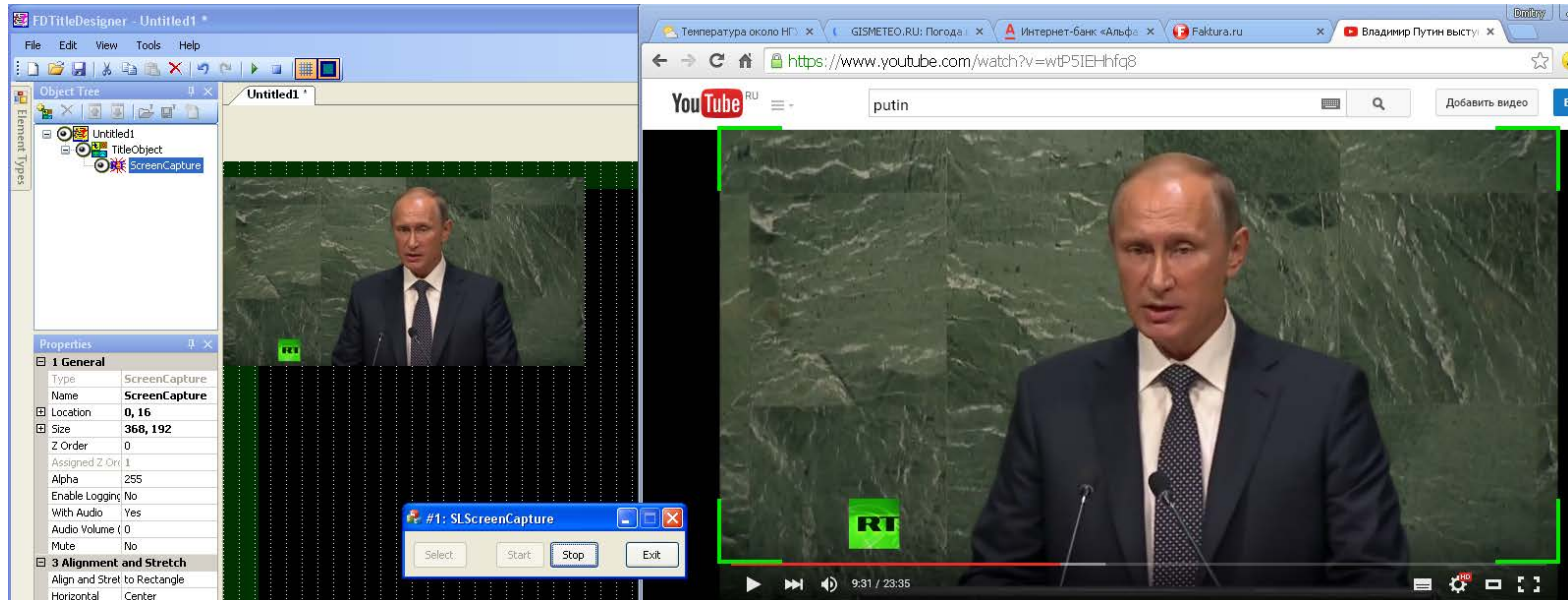 FDTitleDesigner - Untitled1 *
File Edit View Tools Help
Element Types
Object Tree
Untitled1
TitleObject
ScreenCapture
Properties
1 General
Type ScreenCapture
Name ScreenCapture
Location 0, 16
Size 368, 192
Z Order 0
Assigned Z Or 1
Alpha 255
Enable Logging No
With Audio Yes
Audio Volume ( 0
Mute No
3 Alignment and Stretch
Align and Stret to Rectangle
Horizontal Center
Untitled1 *
RT
#1: SLScreenCapture
Select Start Stop Exit
Dmitry
Температура около НГ
GISMETEO.RU: Погода
Интернет-банк «Альфа
Faktura.ru
Владимир Путин высту
https://www.youtube.com/watch?v=wtP5IEHhfq8
YouTube RU
putin
Добавить видео
RT
9:31 / 23:35
HD